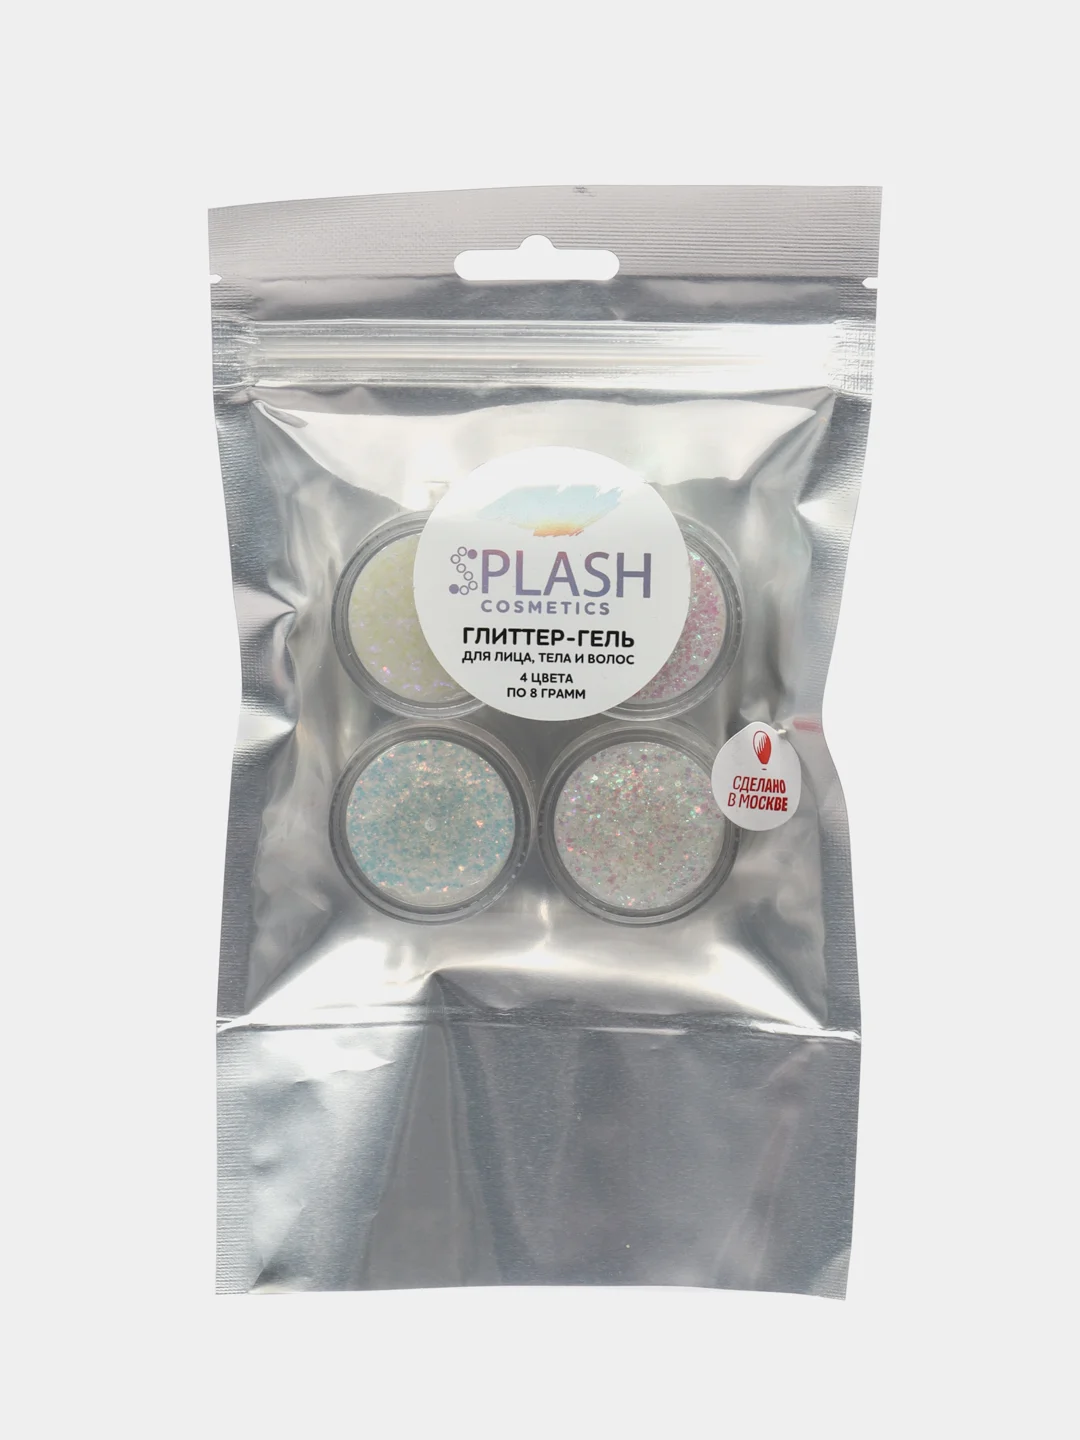 SPLASH
COSMETICS
ГЛИТТЕР-ГЕЛЬ
ДЛЯ ЛИЦА, ТЕЛА И ВОЛОС
4 ЦВЕТА
ПО 8 ГРАММ
СДЕЛАНО
В МОСКВЕ